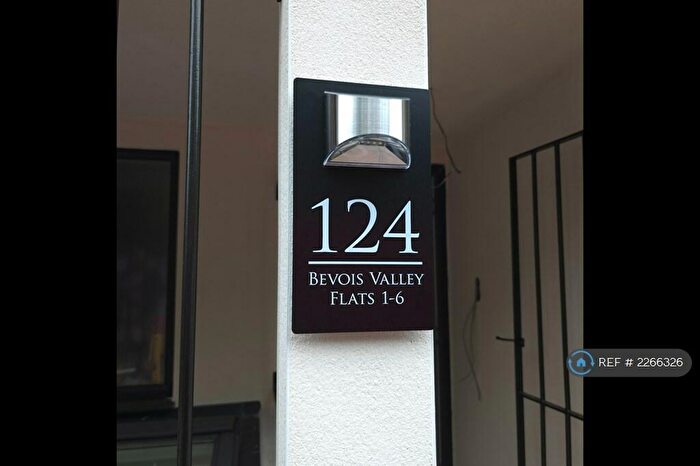 124
BEVOIS VALLEY
FLATS 1-6
REF # 2266326